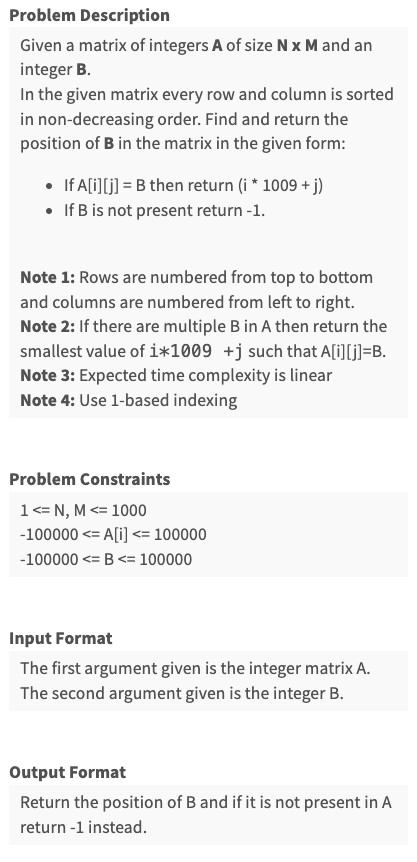 Problem Description
Given a matrix of integers A of size N x M and an
integer B.
In the given matrix every row and column is sorted
in non-decreasing order. Find and return the
position of B in the matrix in the given form:
• If A[i][j] = B then return (i * 1009 + j)
• If B is not present return -1.
Note 1: Rows are numbered from top to bottom
and columns are numbered from left to right.
Note 2: If there are multiple B in A then return the
smallest value of i*1009 +j such that A[i][j]=B.
Note 3: Expected time complexity is linear
Note 4: Use 1-based indexing
Problem Constraints
1 <= N, M <= 1000
-100000 <= A[i] <= 100000
-100000 <= B <= 100000
Input Format
The first argument given is the integer matrix A.
The second argument given is the integer B.
Output Format
Return the position of B and if it is not present in A
return -1 instead.